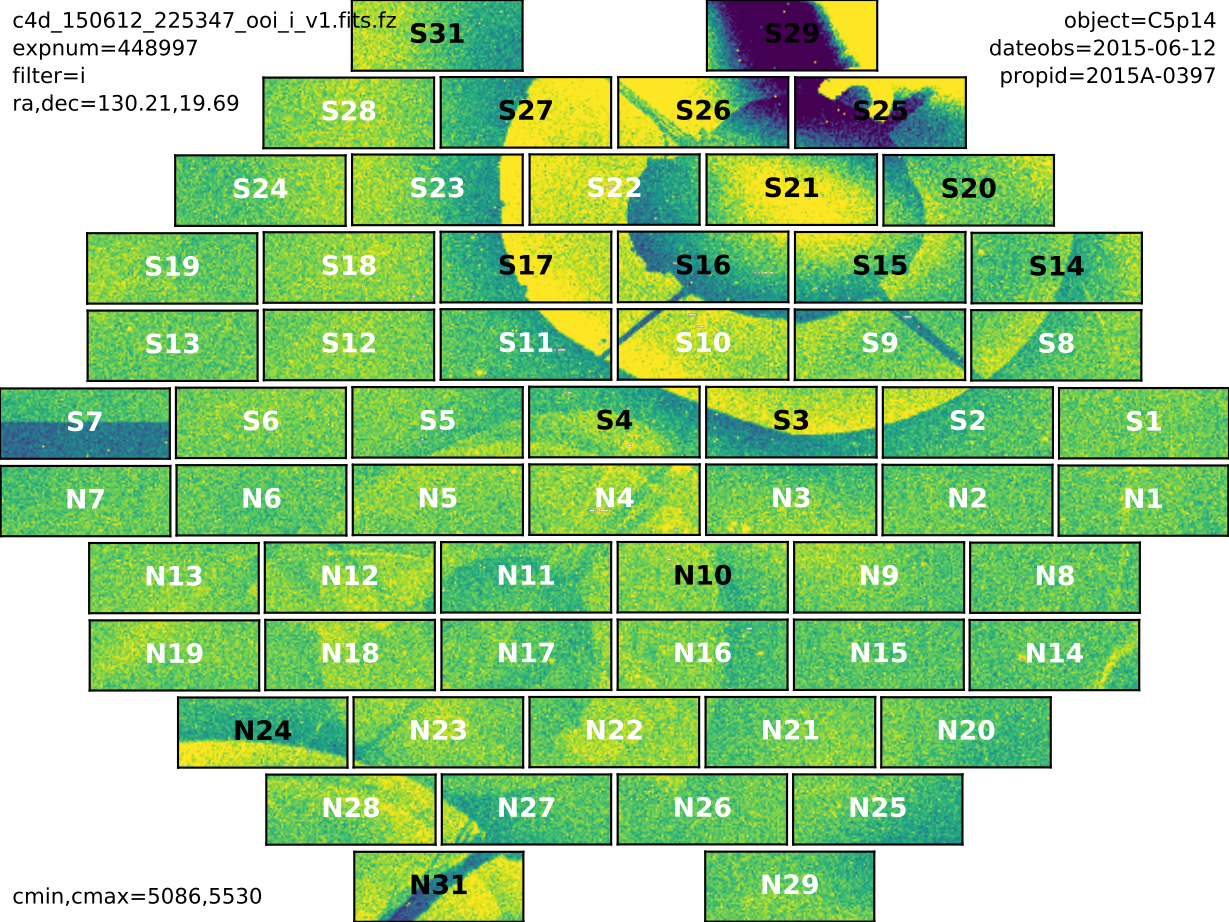 c4d_150612_225347_ooi_i_v1.fits.fz
expnum=448997
filter=i
ra,dec=130.21,19.69
object=C5p14
dateobs=2015-06-12
propid=2015A-0397
S31 S29
S28 S27 S26 S25
S24 S23 S22 S21 S20
S19 S18 S17 S16 S15 S14
S13 S12 S11 S10 S9 S8
S7 S6 S5 S4 S3 S2 S1
N7 N6 N5 N4 N3 N2 N1
N13 N12 N11 N10 N9 N8
N19 N18 N17 N16 N15 N14
N24 N23 N22 N21 N20
N28 N27 N26 N25
N31 N29
cmin,cmax=5086,5530